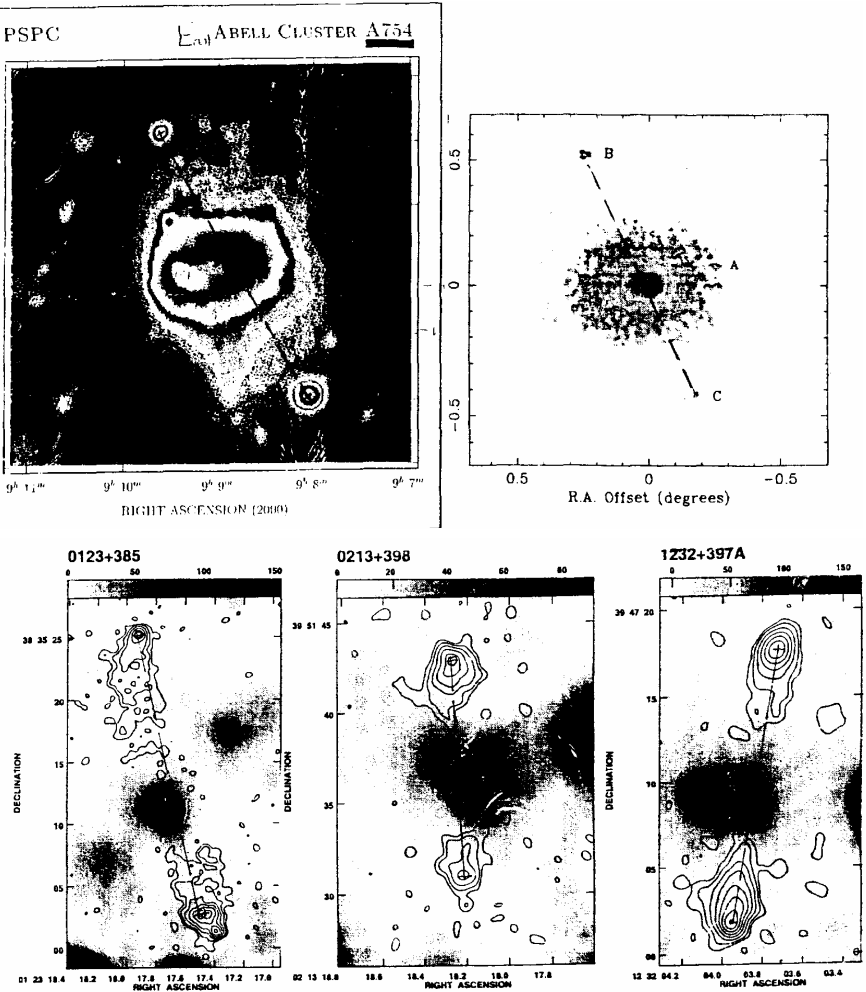 PSPC
ABELL CLUSTER A754
9ʰ 10ᵐ
9ʰ 9ᵐ
9ʰ 8ᵐ
9ʰ 7ᵐ
RIGHT ASCENSION (2000)
0.5
0
-0.5
B
A
C
0.5
0
-0.5
R.A. Offset (degrees)
0123+385
0
50
100
150
38 35 25
20
15
10
05
00
DECLINATION
01 23 18.4
18.2
18.0
17.8
17.6
17.4
17.2
17.0
RIGHT ASCENSION
0213+398
0
20
40
60
80
39 51 45
40
35
30
DECLINATION
02 13 18.8
18.6
18.4
18.2
18.0
17.8
RIGHT ASCENSION
1232+397A
0
50
100
150
39 47 20
15
10
05
00
DECLINATION
12 32 04.2
04.0
03.8
03.6
03.4
RIGHT ASCENSION